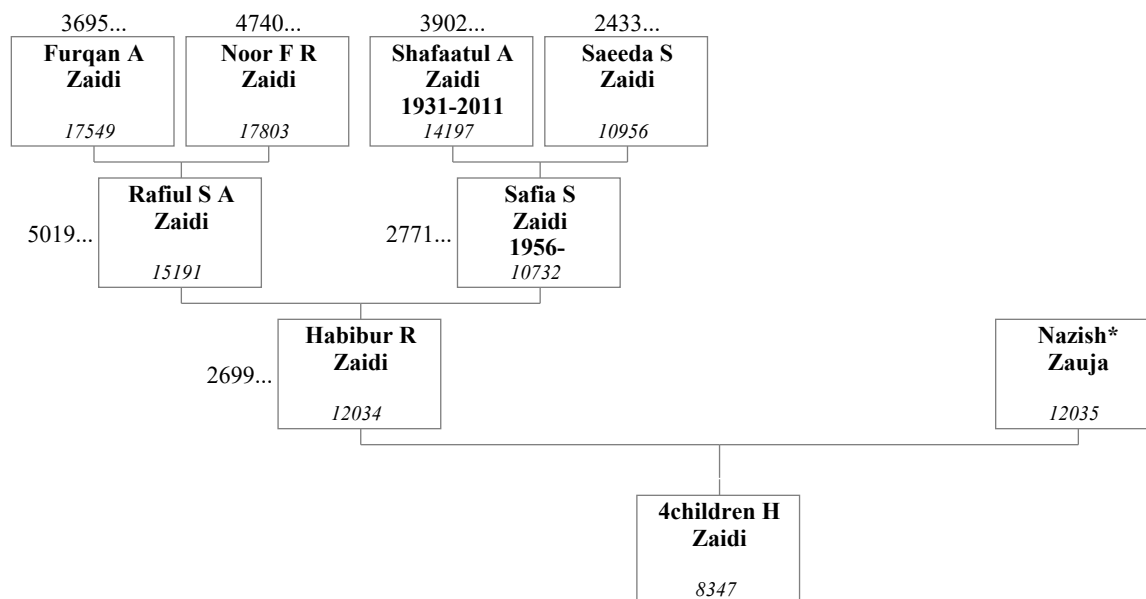 3695...
4740...
3902...
2433...
Furqan A
Zaidi
17549
Noor F R
Zaidi
17803
Shafaatul A
Zaidi
1931-2011
14197
Saeeda S
Zaidi
10956
5019...
Rafiul S A
Zaidi
15191
2771...
Safia S
Zaidi
1956-
10732
2699...
Habibur R
Zaidi
12034
Nazish*
Zauja
12035
4children H
Zaidi
8347